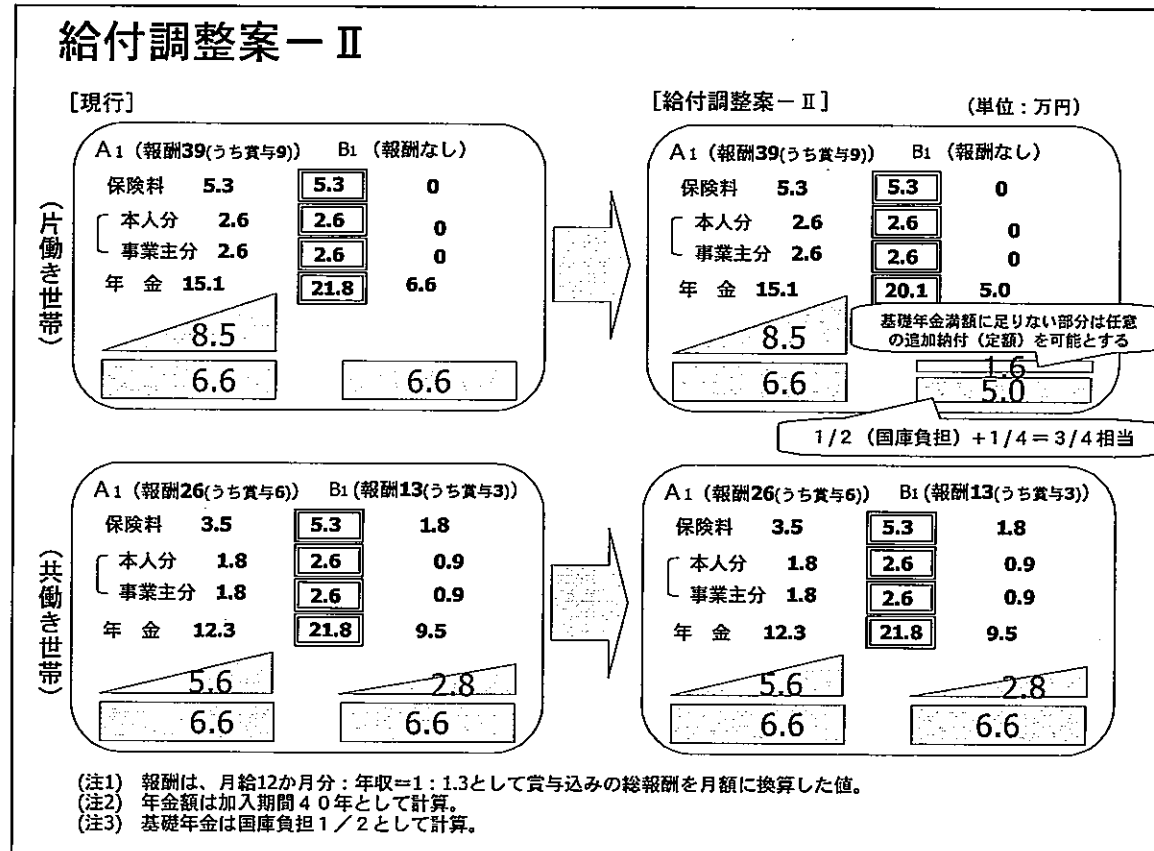 給付調整案－Ⅱ
[現行]
[給付調整案－Ⅱ]
(単位：万円)
(片働き世帯)
A1（報酬39(うち賞与9)） B1（報酬なし）
保険料 5.3 5.3 0
本人分 2.6 2.6 0
事業主分 2.6 2.6 0
年 金 15.1 21.8 6.6
8.5
6.6 6.6
A1（報酬39(うち賞与9)） B1（報酬なし）
保険料 5.3 5.3 0
本人分 2.6 2.6 0
事業主分 2.6 2.6 0
年 金 15.1 20.1 5.0
基礎年金満額に足りない部分は任意
の追加納付（定額）を可能とする
8.5
1.6
6.6 5.0
1/2（国庫負担）+1/4＝3/4相当
(共働き世帯)
A1（報酬26(うち賞与6)） B1(報酬13(うち賞与3))
保険料 3.5 5.3 1.8
本人分 1.8 2.6 0.9
事業主分 1.8 2.6 0.9
年 金 12.3 21.8 9.5
5.6 2.8
6.6 6.6
A1（報酬26(うち賞与6)） B1(報酬13(うち賞与3))
保険料 3.5 5.3 1.8
本人分 1.8 2.6 0.9
事業主分 1.8 2.6 0.9
年 金 12.3 21.8 9.5
5.6 2.8
6.6 6.6
(注1) 報酬は、月給12か月分：年収＝1：1.3として賞与込みの総報酬を月額に換算した値。
(注2) 年金額は加入期間４０年として計算。
(注3) 基礎年金は国庫負担１／２として計算。